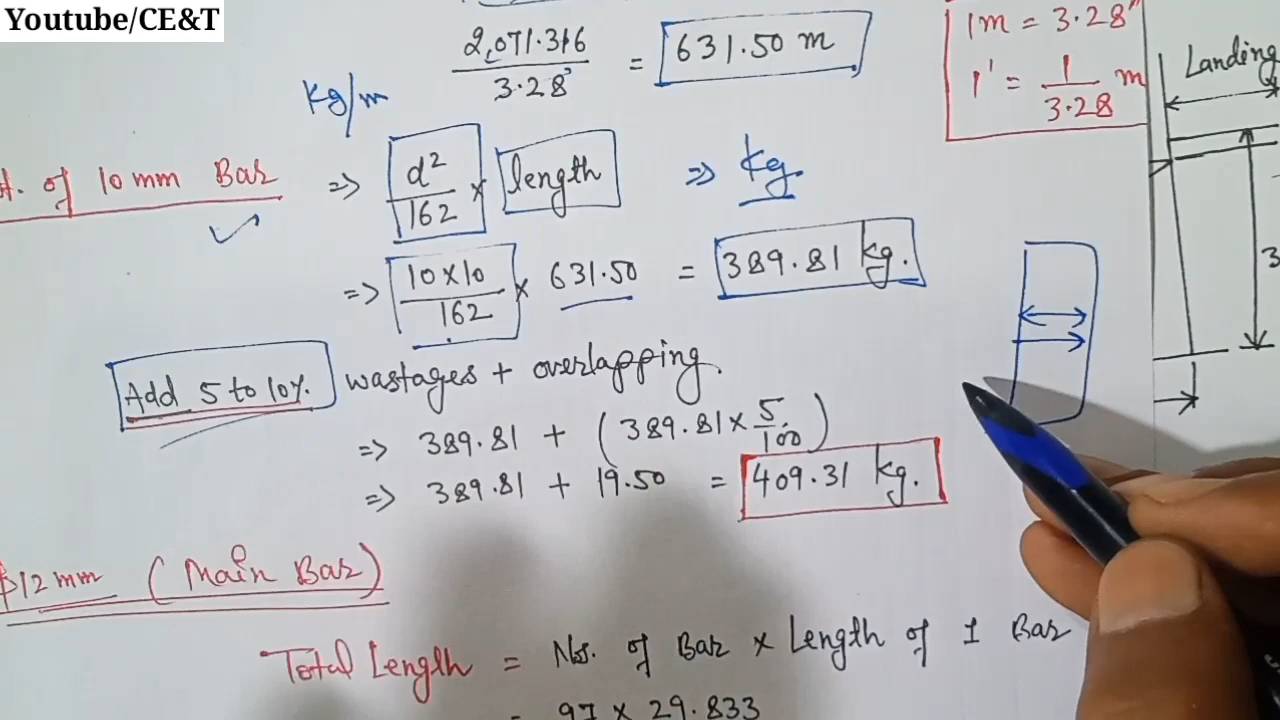 Youtube/CE&T
2,071.316 / 3.28' = 631.50 m
1m = 3.28"
1' = 1/3.28 m
Landing
Kg/m
t. of 10 mm Bar => d²/162 × length => kg.
=> 10×10/162 × 631.50 = 389.81 kg.
3
Add 5 to 10%. wastages + overlapping.
=> 389.81 + (389.81 × 5/100)
=> 389.81 + 19.50 = 409.31 kg.
12mm (Main Bar)
Total Length = Nos. of Bar × Length of 1 Bar
= 97 × 29.833